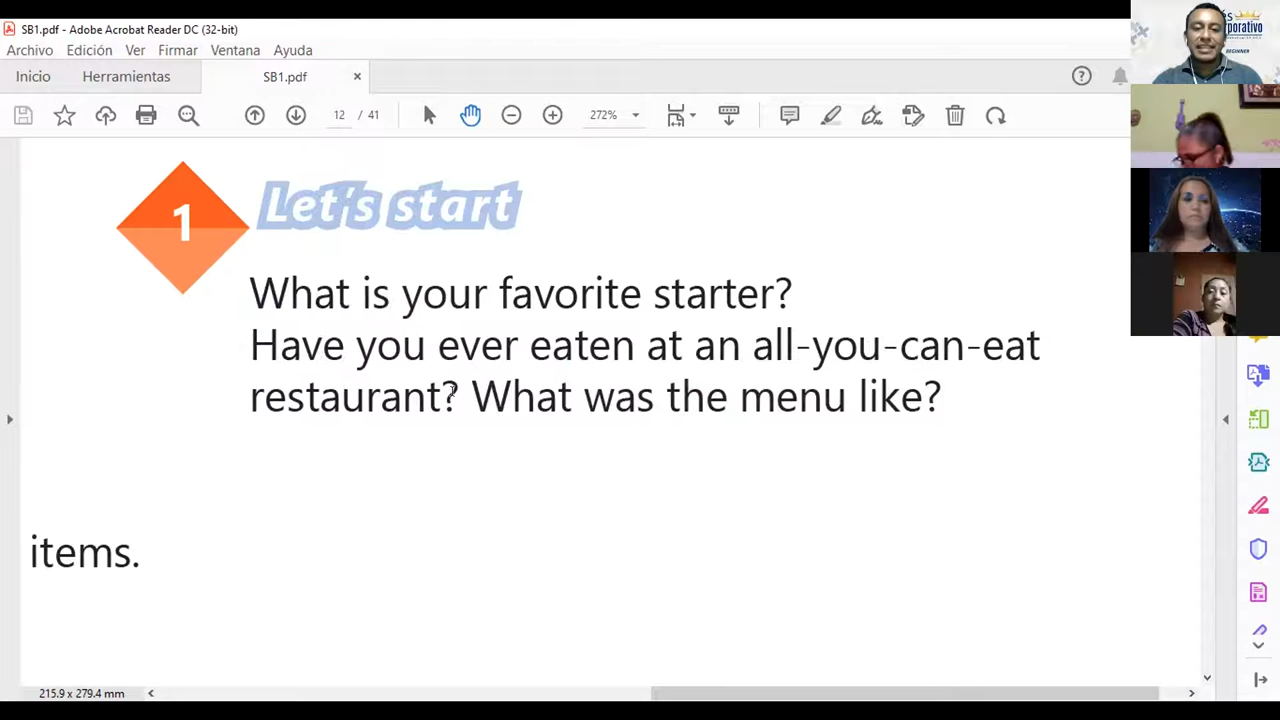 SB1.pdf - Adobe Acrobat Reader DC (32-bit)
Archivo Edición Ver Firmar Ventana Ayuda
Inicio Herramientas SB1.pdf
12 / 41 272%
1 Let's start
What is your favorite starter?
Have you ever eaten at an all-you-can-eat
restaurant? What was the menu like?
items.
215.9 x 279.4 mm
BEGINNER